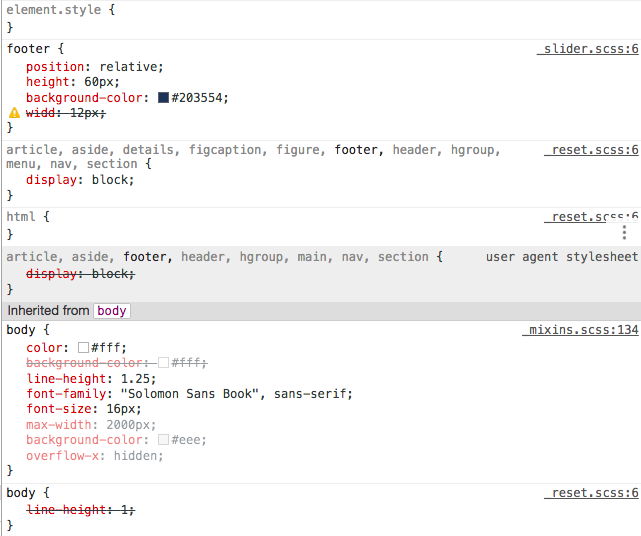 element.style {
}
footer { _slider.scss:6
position: relative;
height: 60px;
background-color: #203554;
widd: 12px;
}
article, aside, details, figcaption, figure, footer, header, hgroup, _reset.scss:6
menu, nav, section {
display: block;
}
html { _reset.scss:6
}
article, aside, footer, header, hgroup, main, nav, section { user agent stylesheet
display: block;
}
Inherited from body
body { _mixins.scss:134
color: #fff;
background-color: #fff;
line-height: 1.25;
font-family: "Solomon Sans Book", sans-serif;
font-size: 16px;
max-width: 2000px;
background-color: #eee;
overflow-x: hidden;
}
body { _reset.scss:6
line-height: 1;
}